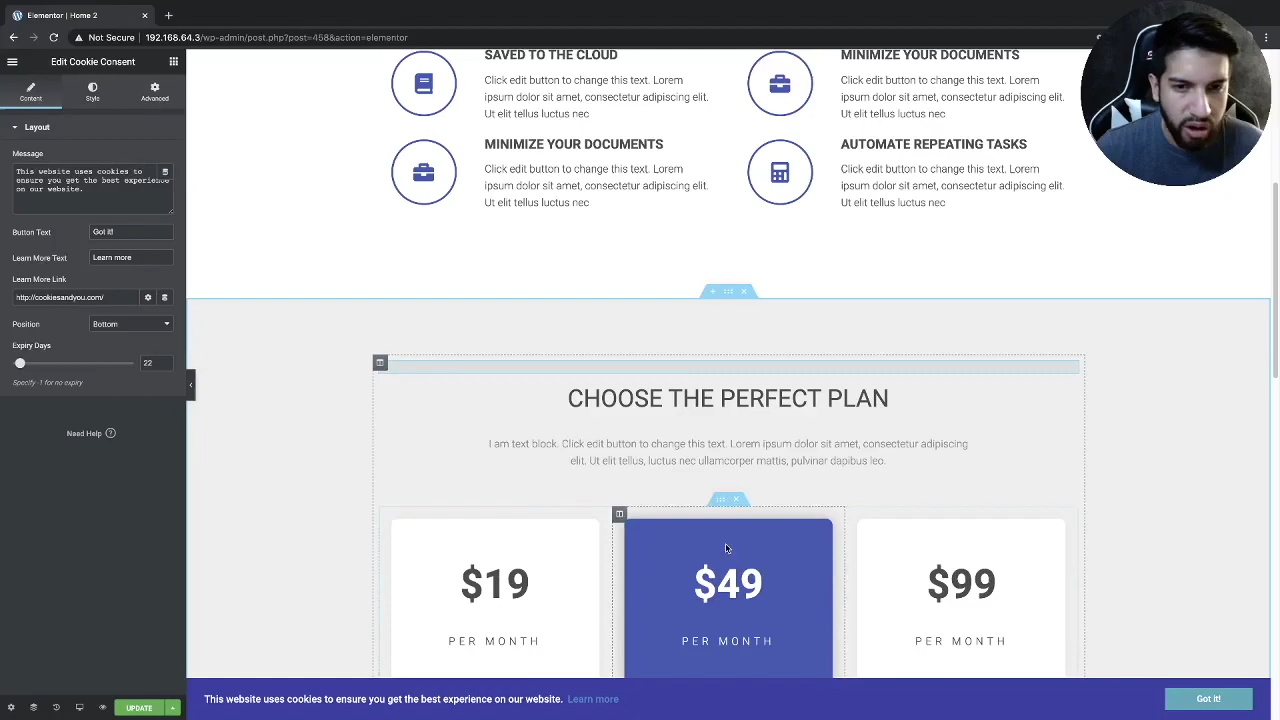 Elementor | Home #7
Not Secure
192.168.64.3/wp-admin/post.php?post=458&action=elementor
Edit Cookie Consent
Content
Style
Advanced
Layout
Message
This website uses cookies to
ensure you get the best experience
on our website.
Button Text
Got it!
Learn More Text
Learn more
Learn More Link
://cookiesandyou.com/
Position
Bottom
Expiry Days
22
Specify -1 for no expiry
Need Help
UPDATE
SAVED TO THE CLOUD
Click edit button to change this text. Lorem
ipsum dolor sit amet, consectetur adipiscing elit.
Ut elit tellus luctus nec
MINIMIZE YOUR DOCUMENTS
Click edit button to change this text. Lorem
ipsum dolor sit amet, consectetur adipiscing elit.
Ut elit tellus luctus nec
MINIMIZE YOUR DOCUMENTS
Click edit button to change this text. Lorem
ipsum dolor sit amet, consectetur adipiscing elit.
Ut elit tellus luctus nec
AUTOMATE REPEATING TASKS
Click edit button to change this text. Lorem
ipsum dolor sit amet, consectetur adipiscing elit.
Ut elit tellus luctus nec
CHOOSE THE PERFECT PLAN
I am text block. Click edit button to change this text. Lorem ipsum dolor sit amet, consectetur adipiscing
elit. Ut elit tellus, luctus nec ullamcorper mattis, pulvinar dapibus leo.
$19
PER MONTH
$49
PER MONTH
$99
PER MONTH
This website uses cookies to ensure you get the best experience on our website. Learn more
Got it!